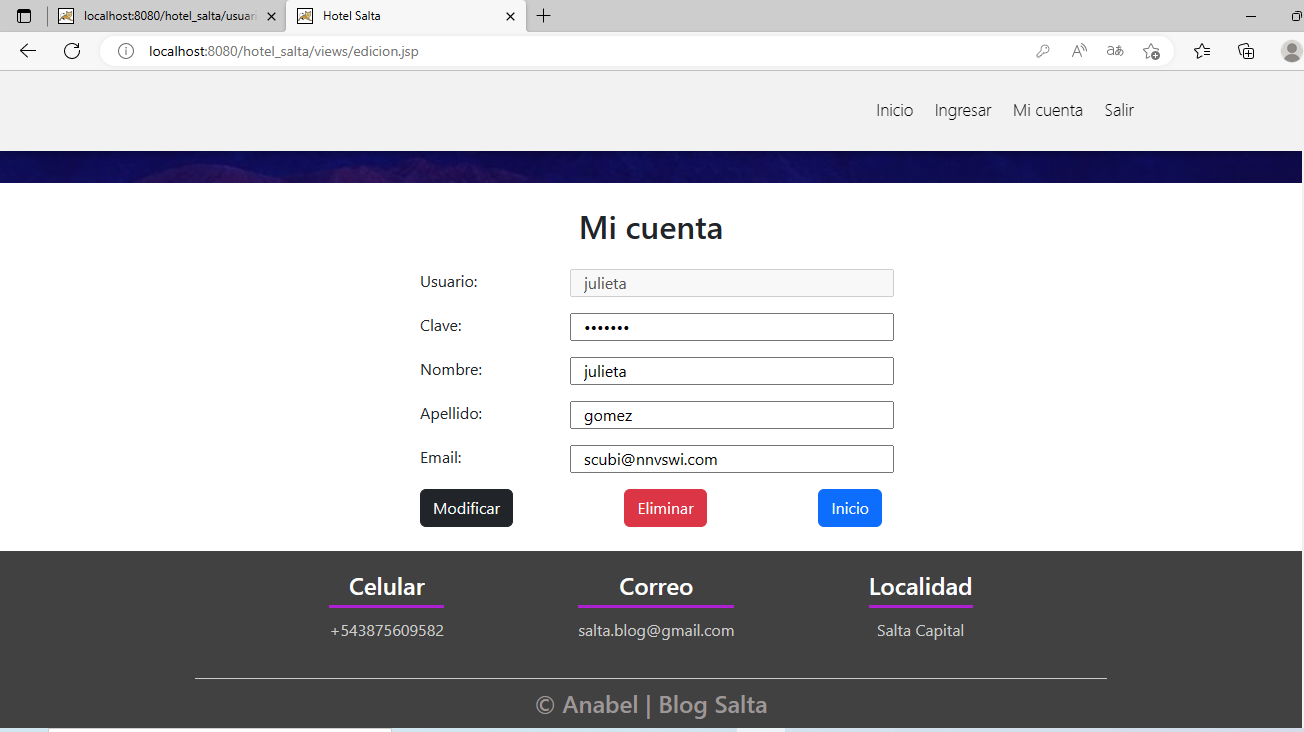 localhost:8080/hotel_salta/usuari
Hotel Salta
localhost:8080/hotel_salta/views/edicion.jsp
Inicio Ingresar Mi cuenta Salir
Mi cuenta
Usuario: julieta
Clave: •••••••
Nombre: julieta
Apellido: gomez
Email: scubi@nnvswi.com
Modificar Eliminar Inicio
Celular Correo Localidad
+543875609582 salta.blog@gmail.com Salta Capital
© Anabel | Blog Salta